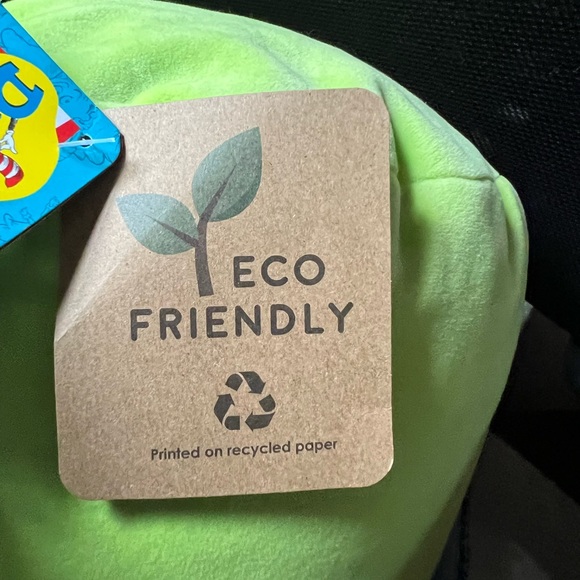 ECO
FRIENDLY
Printed on recycled paper